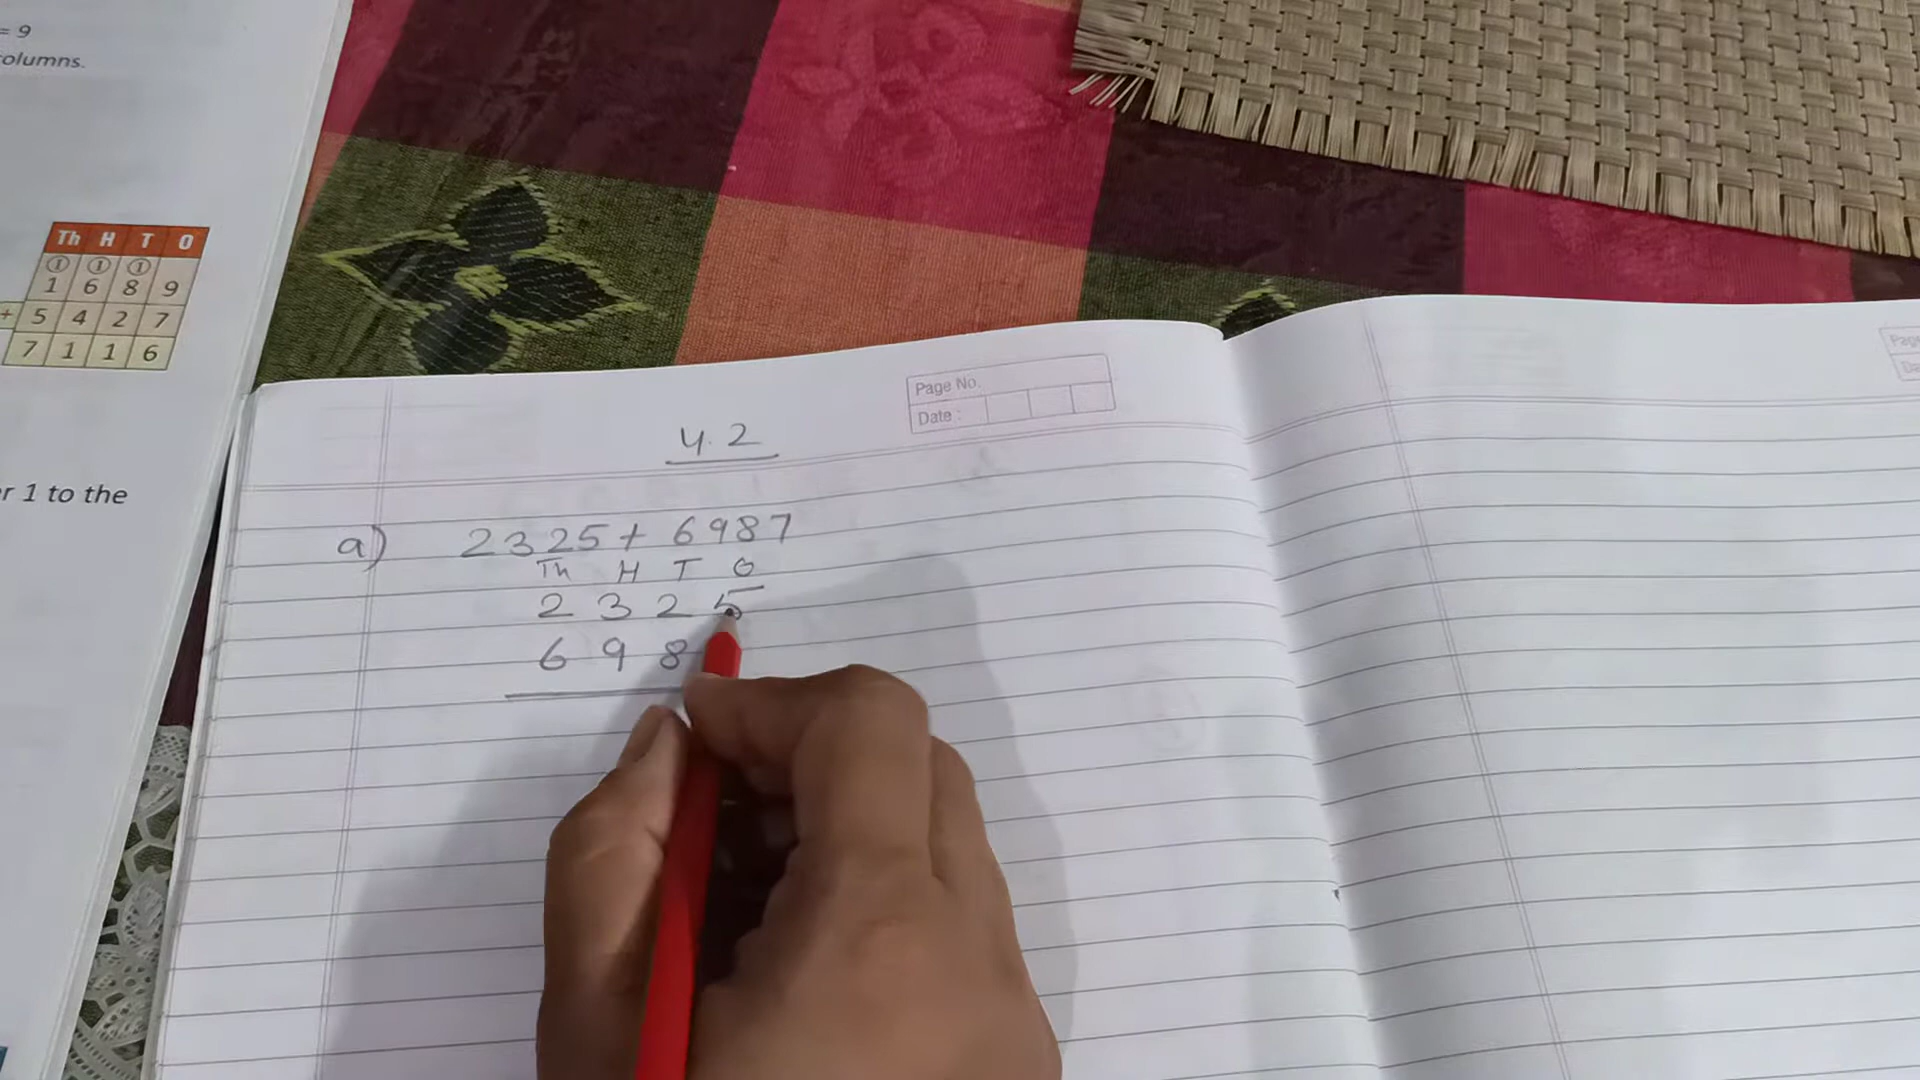 = 9
olumns.
Th H T O
1 1 1
1 6 8 9
+ 5 4 2 7
7 1 1 6
r 1 to the
Page No.
Date :
4.2
a) 2325 + 6987
Th H T O
2 3 2 5
6 9 8